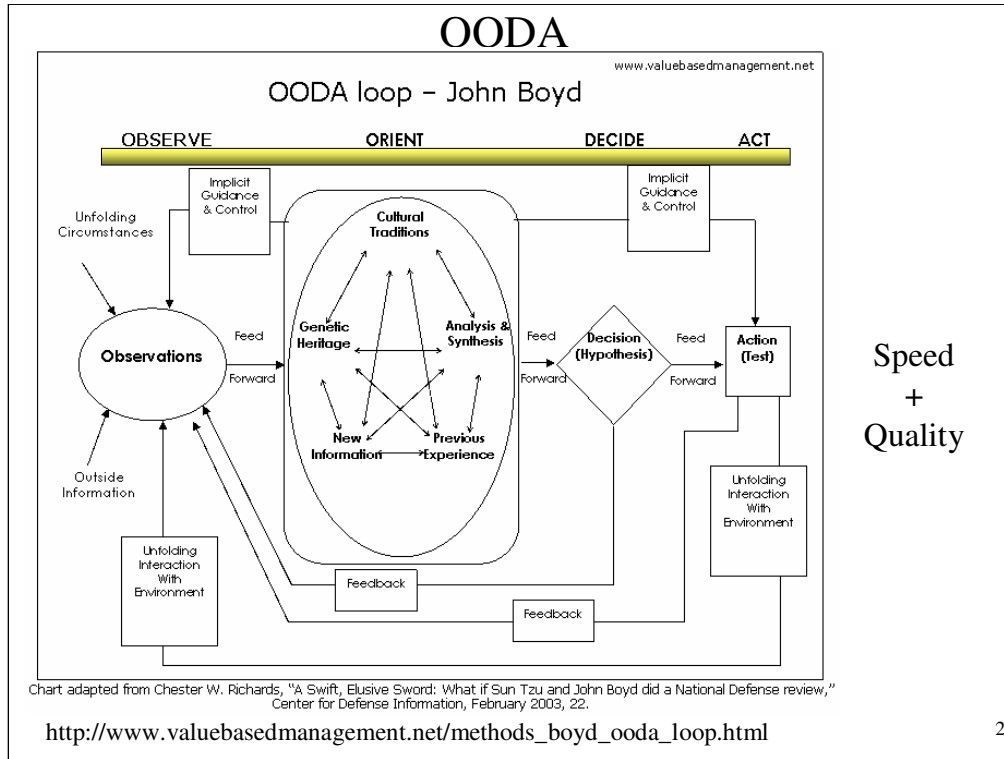 OODA
www.valuebasedmanagement.net
OODA loop – John Boyd
OBSERVE
ORIENT
DECIDE
ACT
Implicit
Guidance
& Control
Implicit
Guidance
& Control
Unfolding
Circumstances
Cultural
Traditions
Genetic
Heritage
Analysis &
Synthesis
New
Information
Previous
Experience
Observations
Feed
Forward
Feed
Forward
Decision
(Hypothesis)
Feed
Forward
Action
(Test)
Outside
Information
Unfolding
Interaction
With
Environment
Unfolding
Interaction
With
Environment
Feedback
Feedback
Speed
+
Quality
Chart adapted from Chester W. Richards, “A Swift, Elusive Sword: What if Sun Tzu and John Boyd did a National Defense review,”
Center for Defense Information, February 2003, 22.
http://www.valuebasedmanagement.net/methods_boyd_ooda_loop.html
2